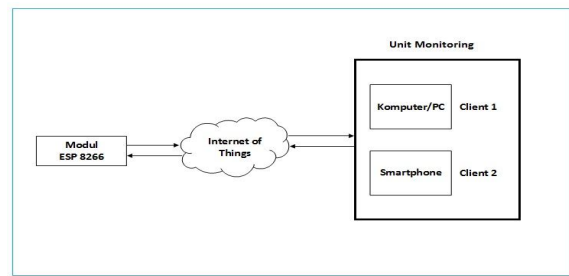 Unit Monitoring
Komputer/PC
Client 1
Modul
ESP 8266
Internet of
Things
Smartphone
Client 2